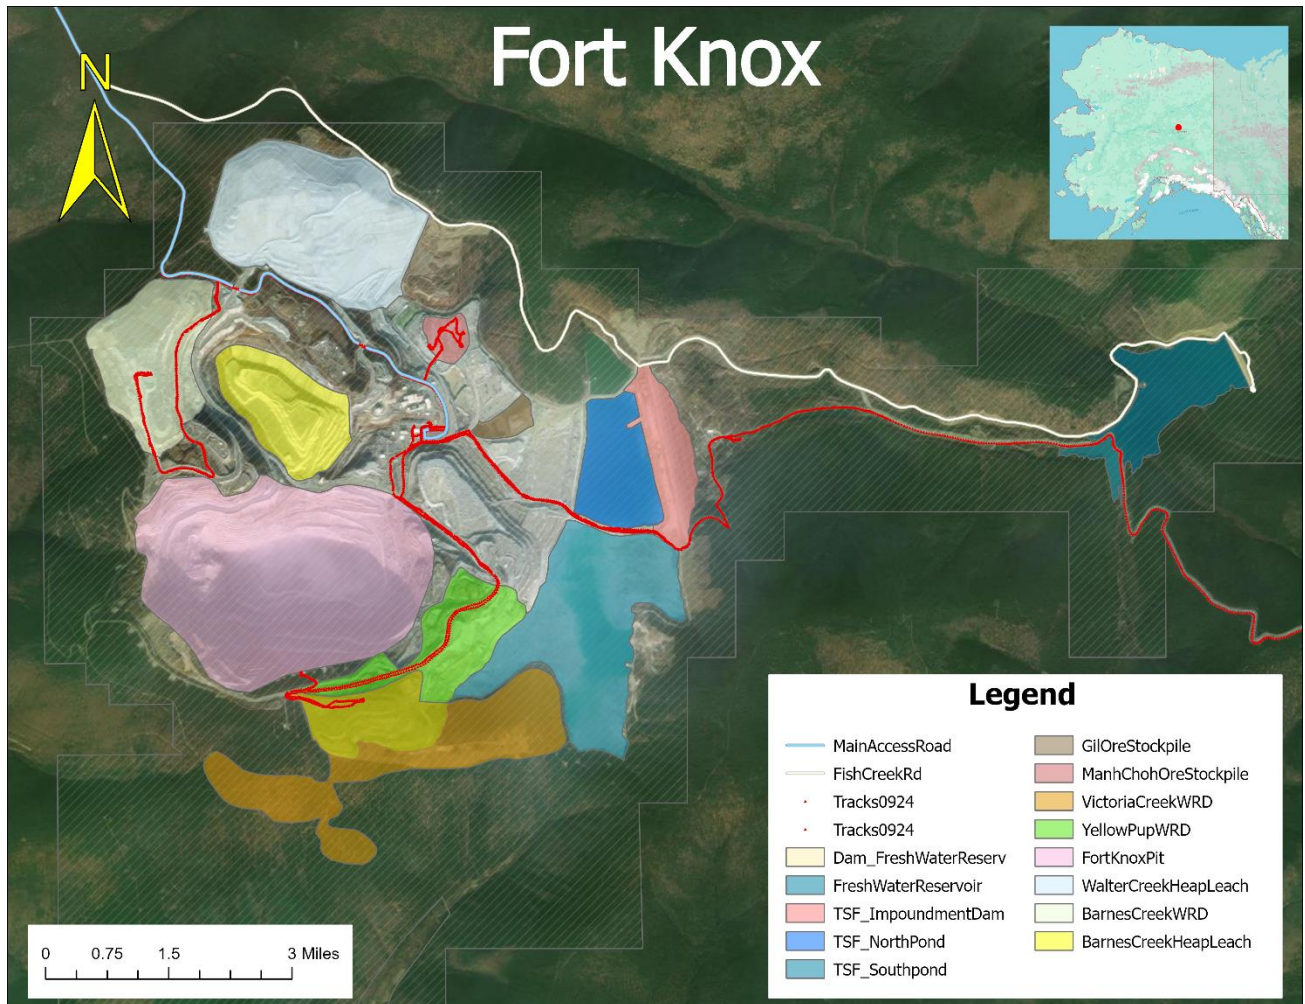 Fort Knox
N
Legend
MainAccessRoad
FishCreekRd
Tracks0924
Tracks0924
Dam_FreshWaterReserv
FreshWaterReservoir
TSF_ImpoundmentDam
TSF_NorthPond
TSF_Southpond
GilOreStockpile
ManhChohOreStockpile
VictoriaCreekWRD
YellowPupWRD
FortKnoxPit
WalterCreekHeapLeach
BarnesCreekWRD
BarnesCreekHeapLeach
0 0.75 1.5 3 Miles